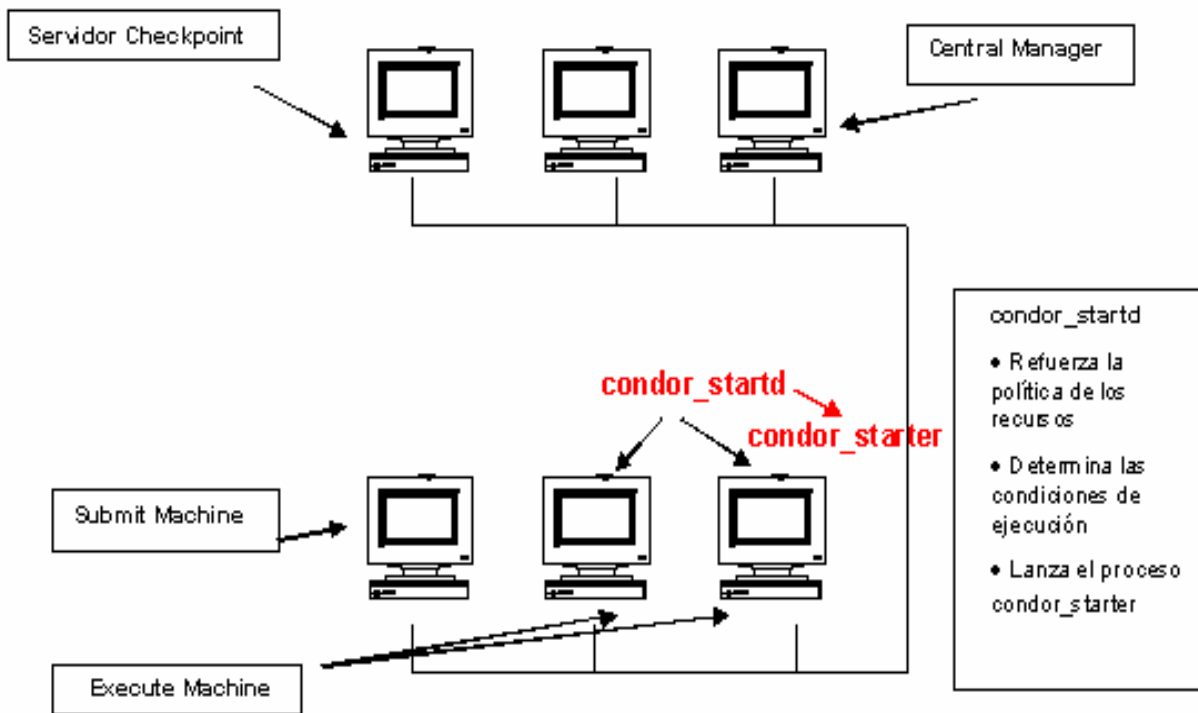 Servidor Checkpoint
Central Manager
condor_startd
condor_starter
Submit Machine
Execute Machine
condor_startd
• Refuerza la
política de los
recursos
• Determina las
condiciones de
ejecución
• Lanza el proceso
condor_starter